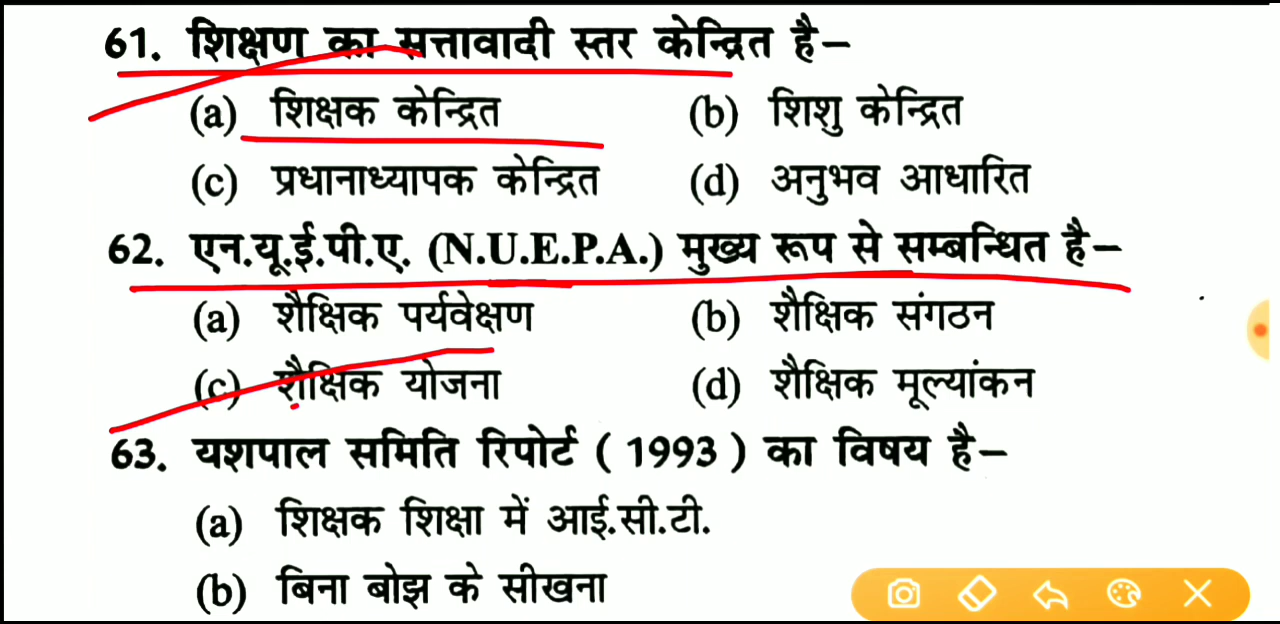 61. शिक्षण का सत्तावादी स्तर केन्द्रित है–
(a) शिक्षक केन्द्रित (b) शिशु केन्द्रित
(c) प्रधानाध्यापक केन्द्रित (d) अनुभव आधारित
62. एन.यू.ई.पी.ए. (N.U.E.P.A.) मुख्य रूप से सम्बन्धित है–
(a) शैक्षिक पर्यवेक्षण (b) शैक्षिक संगठन
(c) शैक्षिक योजना (d) शैक्षिक मूल्यांकन
63. यशपाल समिति रिपोर्ट ( 1993 ) का विषय है–
(a) शिक्षक शिक्षा में आई.सी.टी.
(b) बिना बोझ के सीखना